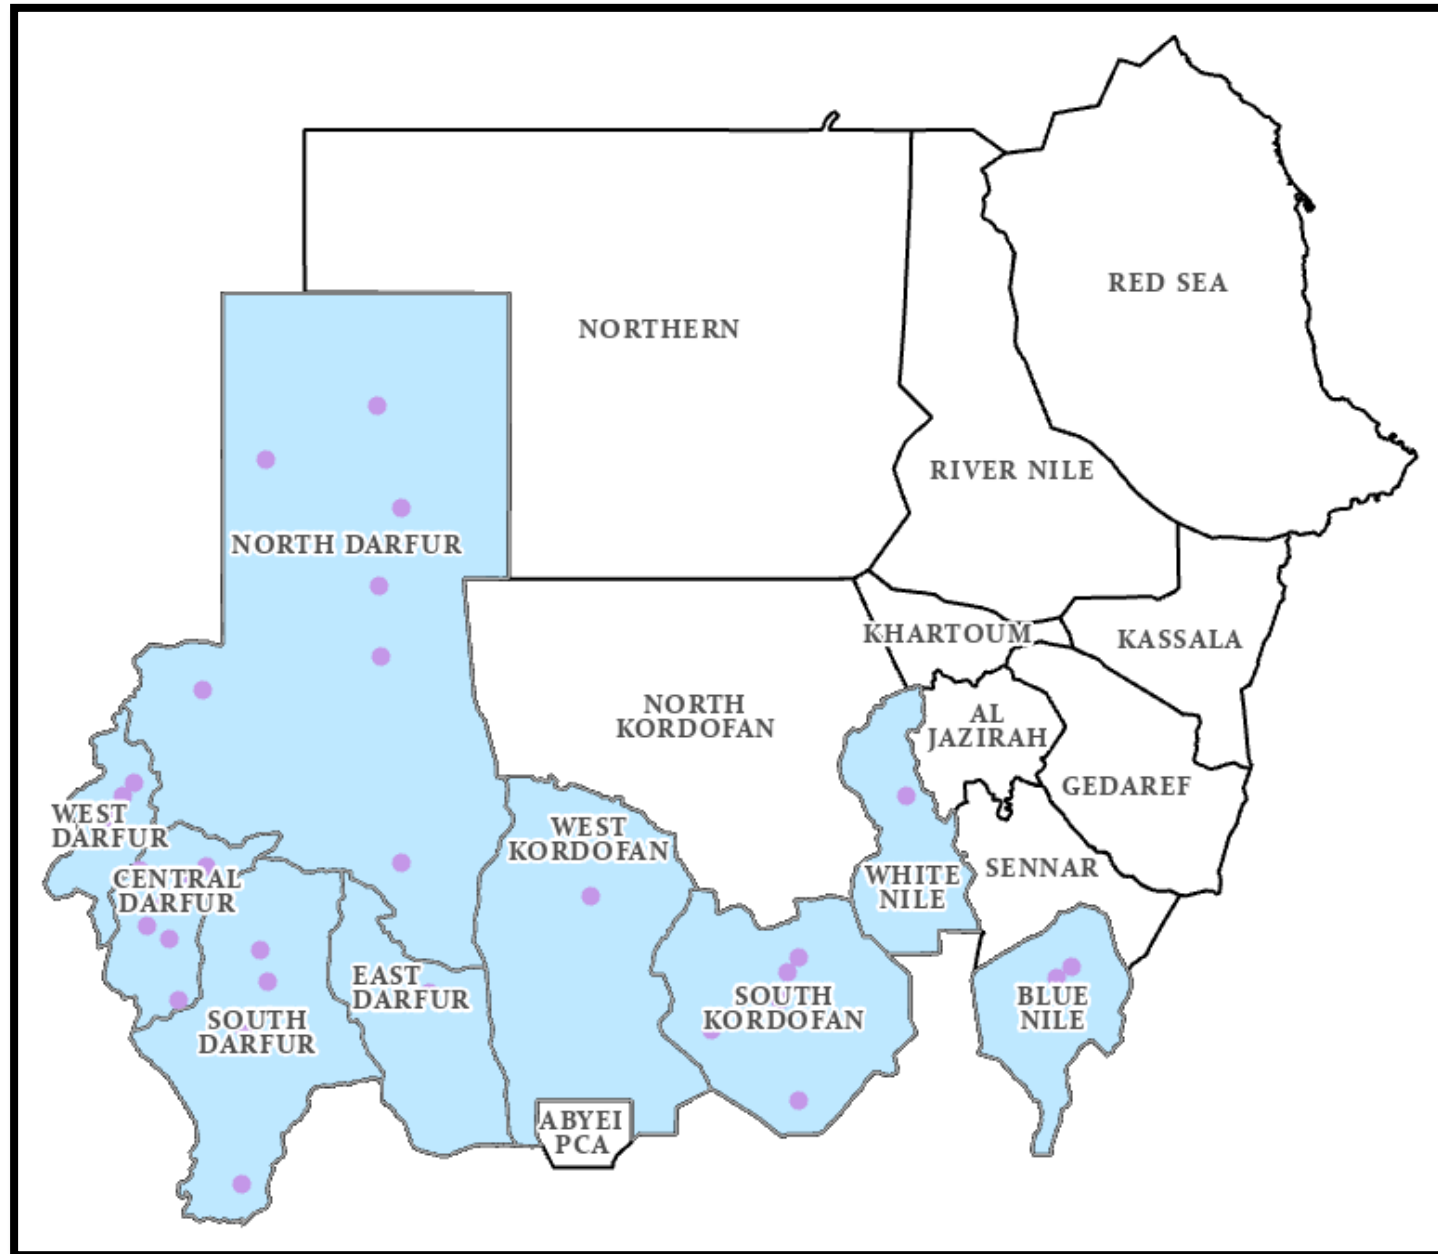 RED SEA
NORTHERN
RIVER NILE
NORTH DARFUR
KHARTOUM
KASSALA
NORTH
KORDOFAN
AL
JAZIRAH
GEDAREF
WEST
DARFUR
WEST
KORDOFAN
SENNAR
CENTRAL
DARFUR
WHITE
NILE
EAST
DARFUR
SOUTH
KORDOFAN
BLUE
NILE
SOUTH
DARFUR
ABYEI
PCA